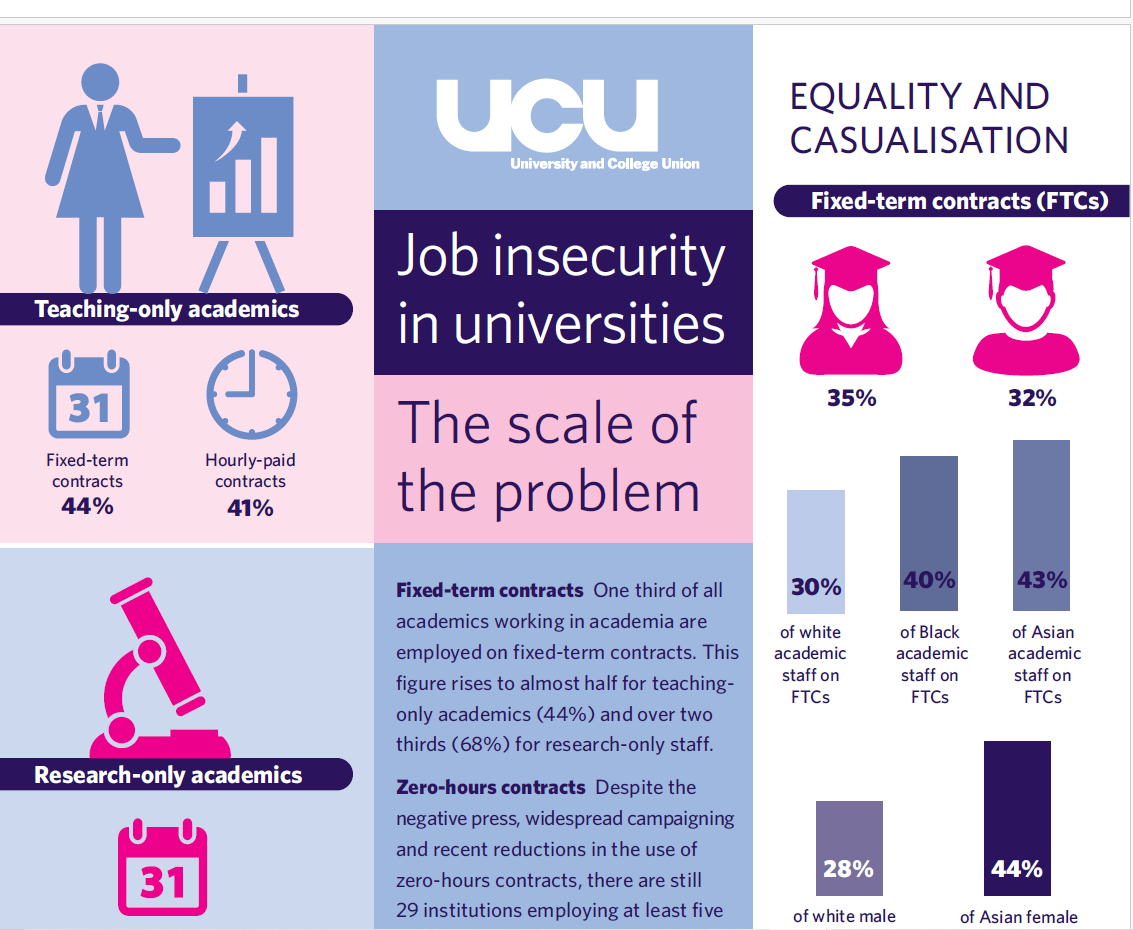 Teaching-only academics
31
Fixed-term
contracts
44%
Hourly-paid
contracts
41%
Research-only academics
31
UCU
University and College Union
Job insecurity
in universities
The scale of
the problem
Fixed-term contracts One third of all
academics working in academia are
employed on fixed-term contracts. This
figure rises to almost half for teaching-
only academics (44%) and over two
thirds (68%) for research-only staff.
Zero-hours contracts Despite the
negative press, widespread campaigning
and recent reductions in the use of
zero-hours contracts, there are still
29 institutions employing at least five
EQUALITY AND
CASUALISATION
Fixed-term contracts (FTCs)
35%
32%
30%
of white
academic
staff on
FTCs
40%
of Black
academic
staff on
FTCs
43%
of Asian
academic
staff on
FTCs
28%
of white male
44%
of Asian female